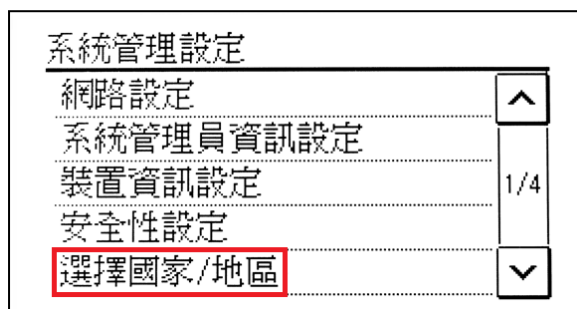 系統管理設定
網路設定
系統管理員資訊設定
裝置資訊設定
1/4
安全性設定
選擇國家/地區